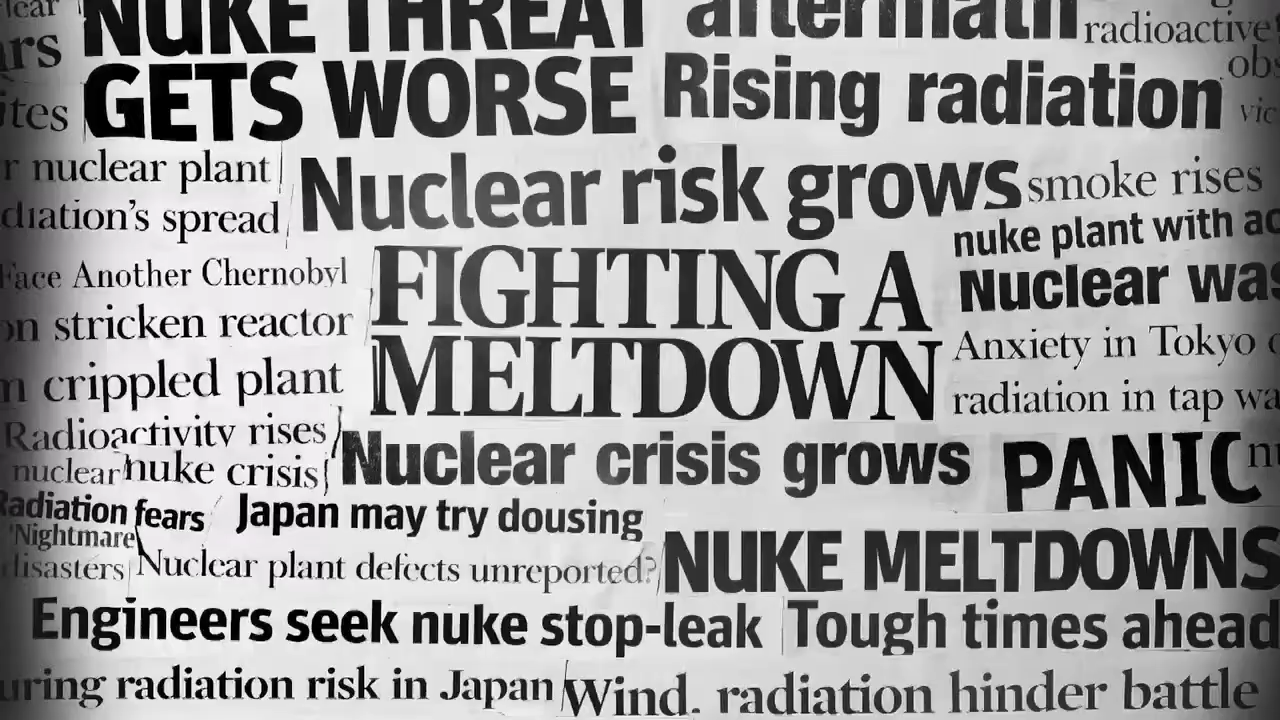 NUKE THREAT
GETS WORSE
aftermath
radioactive
Rising radiation
nuclear plant
spread
Nuclear risk grows
smoke rises
nuke plant with
Face Another Chernobyl
FIGHTING A
MELTDOWN
Nuclear
on stricken reactor
Anxiety in Tokyo
crippled plant
radiation in tap
Radioactivity rises
nuclear
nuke crisis
Nuclear crisis grows
PANIC
Radiation fears
Japan may try dousing
'Nightmare
disasters
Nuclear plant defects unreported?
NUKE MELTDOWNS
Engineers seek nuke stop-leak
Tough times ahead
uring radiation risk in Japan
Wind, radiation hinder battle